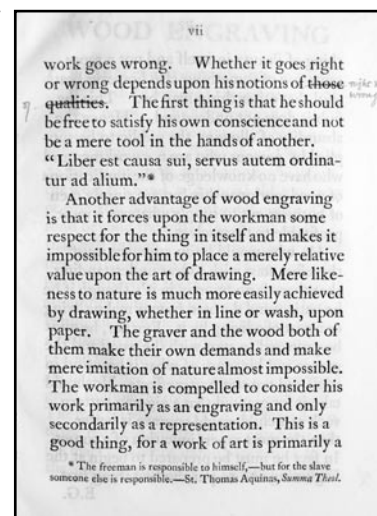 vii
work goes wrong. Whether it goes right
or wrong depends upon his notions of those
qualities. The first thing is that he should
be free to satisfy his own conscience and not
be a mere tool in the hands of another.
“Liber est causa sui, servus autem ordina-
tur ad alium.”*
Another advantage of wood engraving
is that it forces upon the workman some
respect for the thing in itself and makes it
impossible for him to place a merely relative
value upon the art of drawing. Mere like-
ness to nature is much more easily achieved
by drawing, whether in line or wash, upon
paper. The graver and the wood both of
them make their own demands and make
mere imitation of nature almost impossible.
The workman is compelled to consider his
work primarily as an engraving and only
secondarily as a representation. This is a
good thing, for a work of art is primarily a
* The freeman is responsible to himself,—but for the slave
someone else is responsible.—St. Thomas Aquinas, Summa Theol.